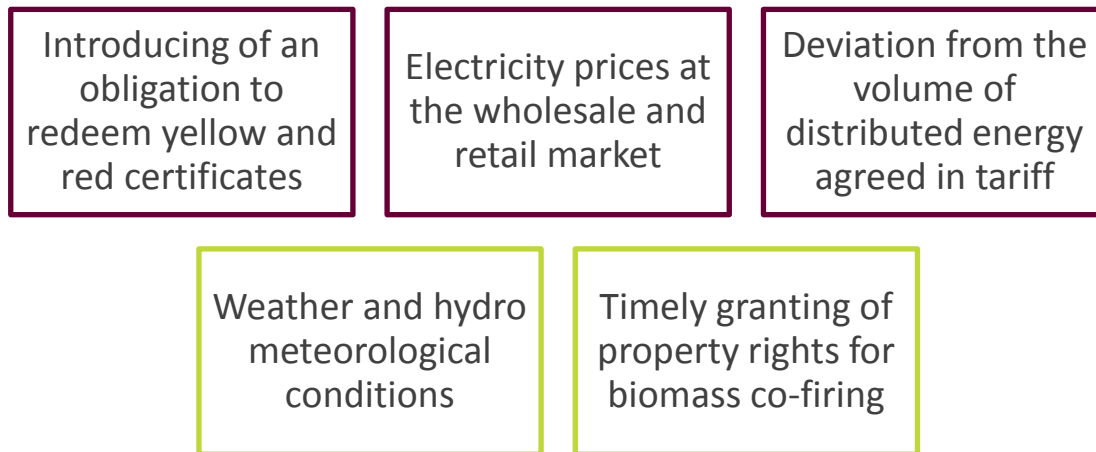 Introducing of an
obligation to
redeem yellow and
red certificates
Electricity prices at
the wholesale and
retail market
Deviation from the
volume of
distributed energy
agreed in tariff
Weather and hydro
meteorological
conditions
Timely granting of
property rights for
biomass co-firing